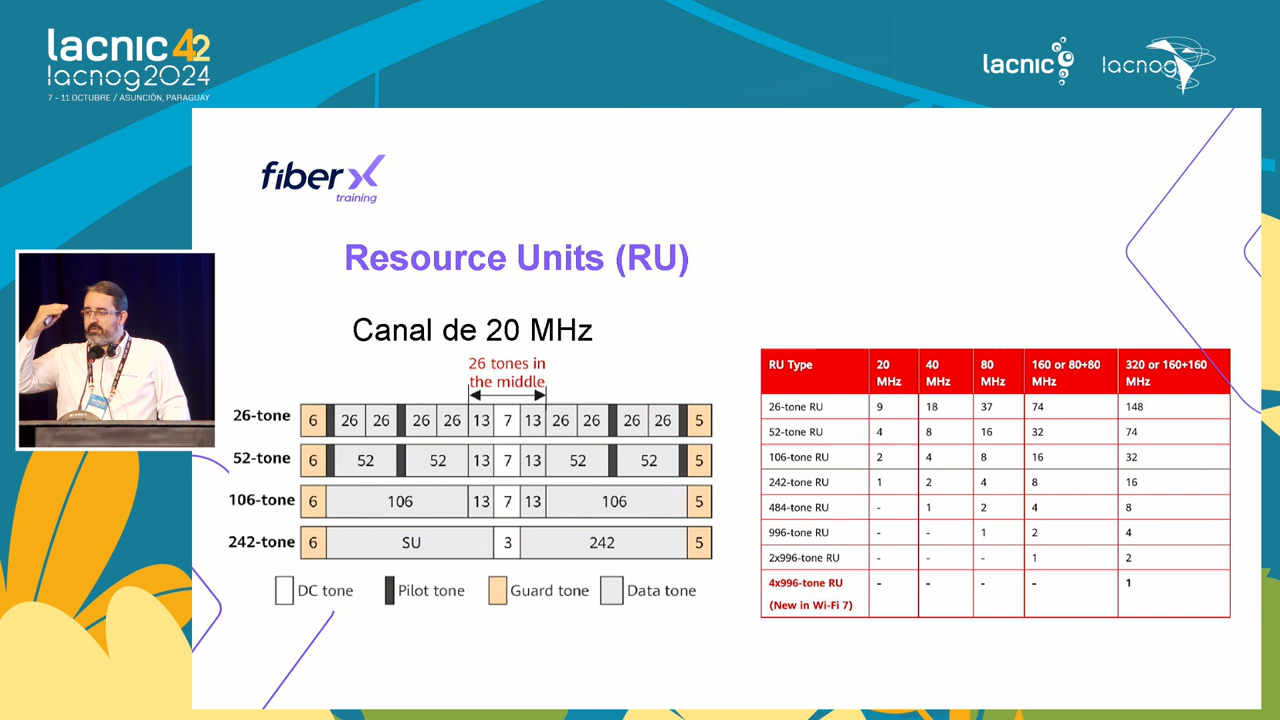 lacnic 42
lacnog2024
7 - 11 OCTUBRE / ASUNCIÓN, PARAGUAY
lacnic
lacnog
fiber x
training
Resource Units (RU)
Canal de 20 MHz
26 tones in
the middle
26-tone 6 26 26 26 26 13 7 13 26 26 26 26 5
52-tone 6 52 52 13 7 13 52 52 5
106-tone 6 106 13 7 13 106 5
242-tone 6 SU 3 242 5
DC tone Pilot tone Guard tone Data tone
RU Type 20 MHz 40 MHz 80 MHz 160 or 80+80 MHz 320 or 160+160 MHz
26-tone RU 9 18 37 74 148
52-tone RU 4 8 16 32 74
106-tone RU 2 4 8 16 32
242-tone RU 1 2 4 8 16
484-tone RU - 1 2 4 8
996-tone RU - - 1 2 4
2x996-tone RU - - - 1 2
4x996-tone RU - - - - 1
(New in Wi-Fi 7)